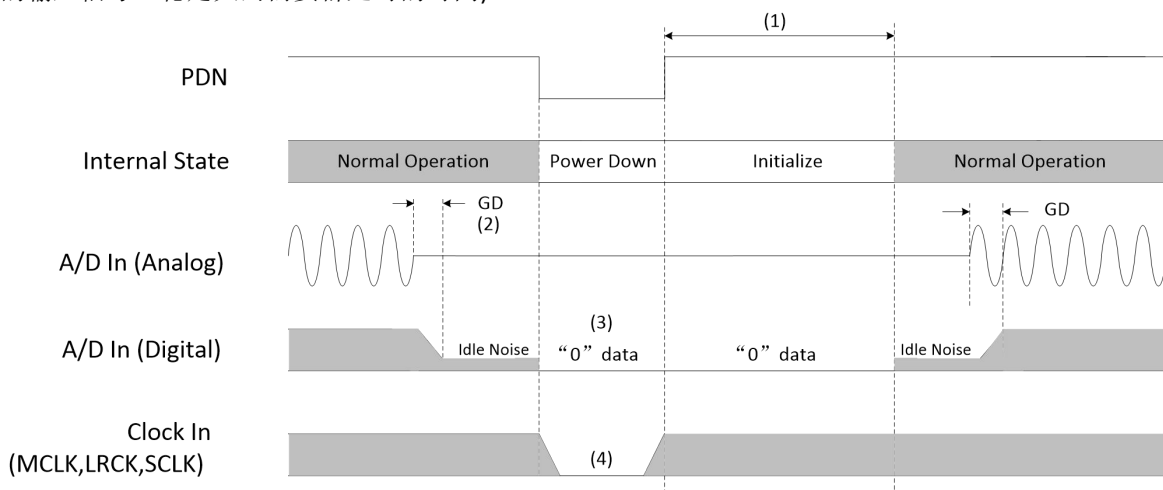 (1)
PDN
Internal State
Normal Operation
Power Down
Initialize
Normal Operation
GD
(2)
GD
A/D In (Analog)
A/D In (Digital)
Idle Noise
(3)
“0” data
“0” data
Idle Noise
Clock In
(MCLK,LRCK,SCLK)
(4)